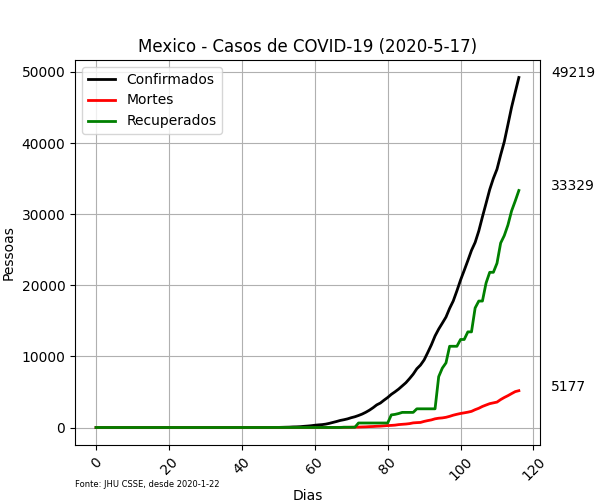 Mexico - Casos de COVID-19 (2020-5-17)
Confirmados
Mortes
Recuperados
50000
40000
30000
20000
10000
0
Pessoas
49219
33329
5177
0
20
40
60
80
100
120
Dias
Fonte: JHU CSSE, desde 2020-1-22